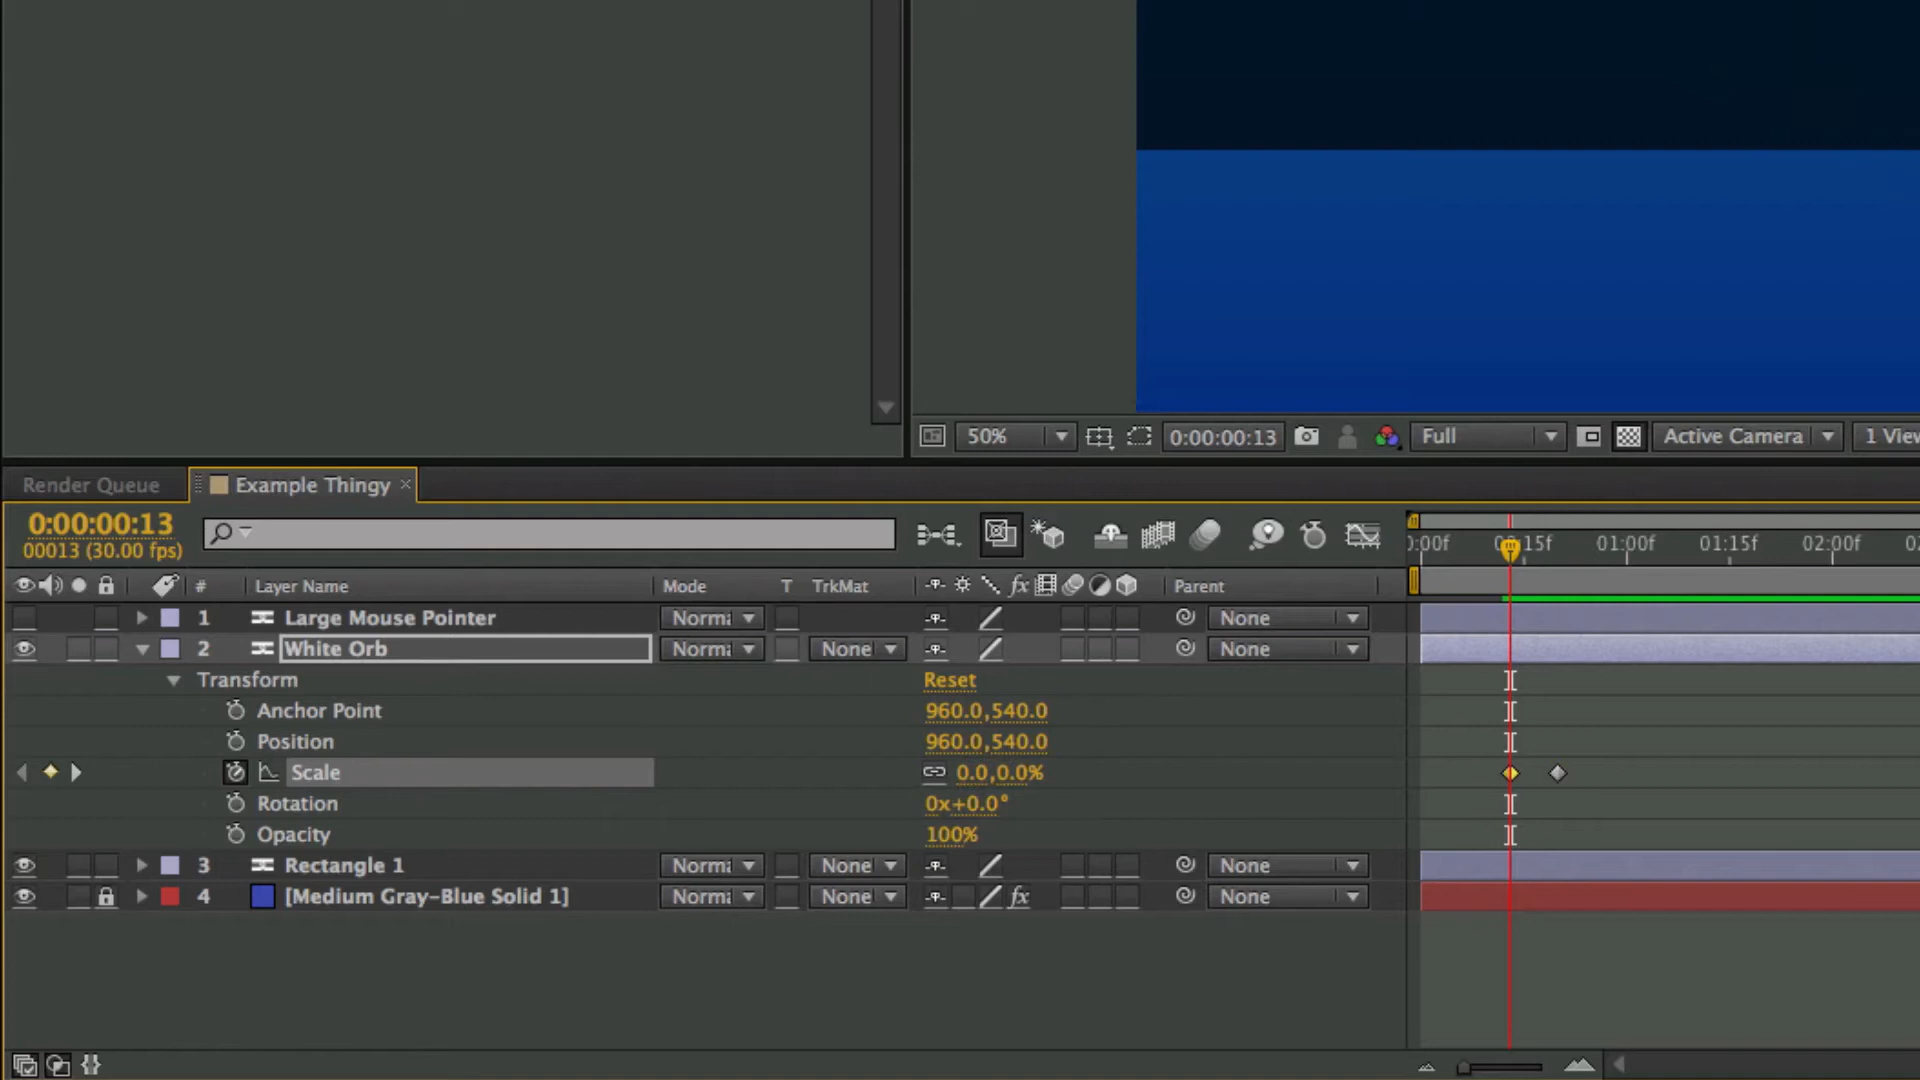 50%
0:00:00:13
Full
Active Camera
1 View
Render Queue
Example Thingy
0:00:00:13
00013 (30.00 fps)
:00f
15f
01:00f
01:15f
02:00f
#
Layer Name
Mode
T
TrkMat
fx
Parent
1
Large Mouse Pointer
Norma
None
2
White Orb
Norma
None
None
Transform
Reset
Anchor Point
960.0,540.0
Position
960.0,540.0
Scale
0.0,0.0%
Rotation
0x+0.0°
Opacity
100%
3
Rectangle 1
Norma
None
None
4
[Medium Gray-Blue Solid 1]
Norma
None
fx
None